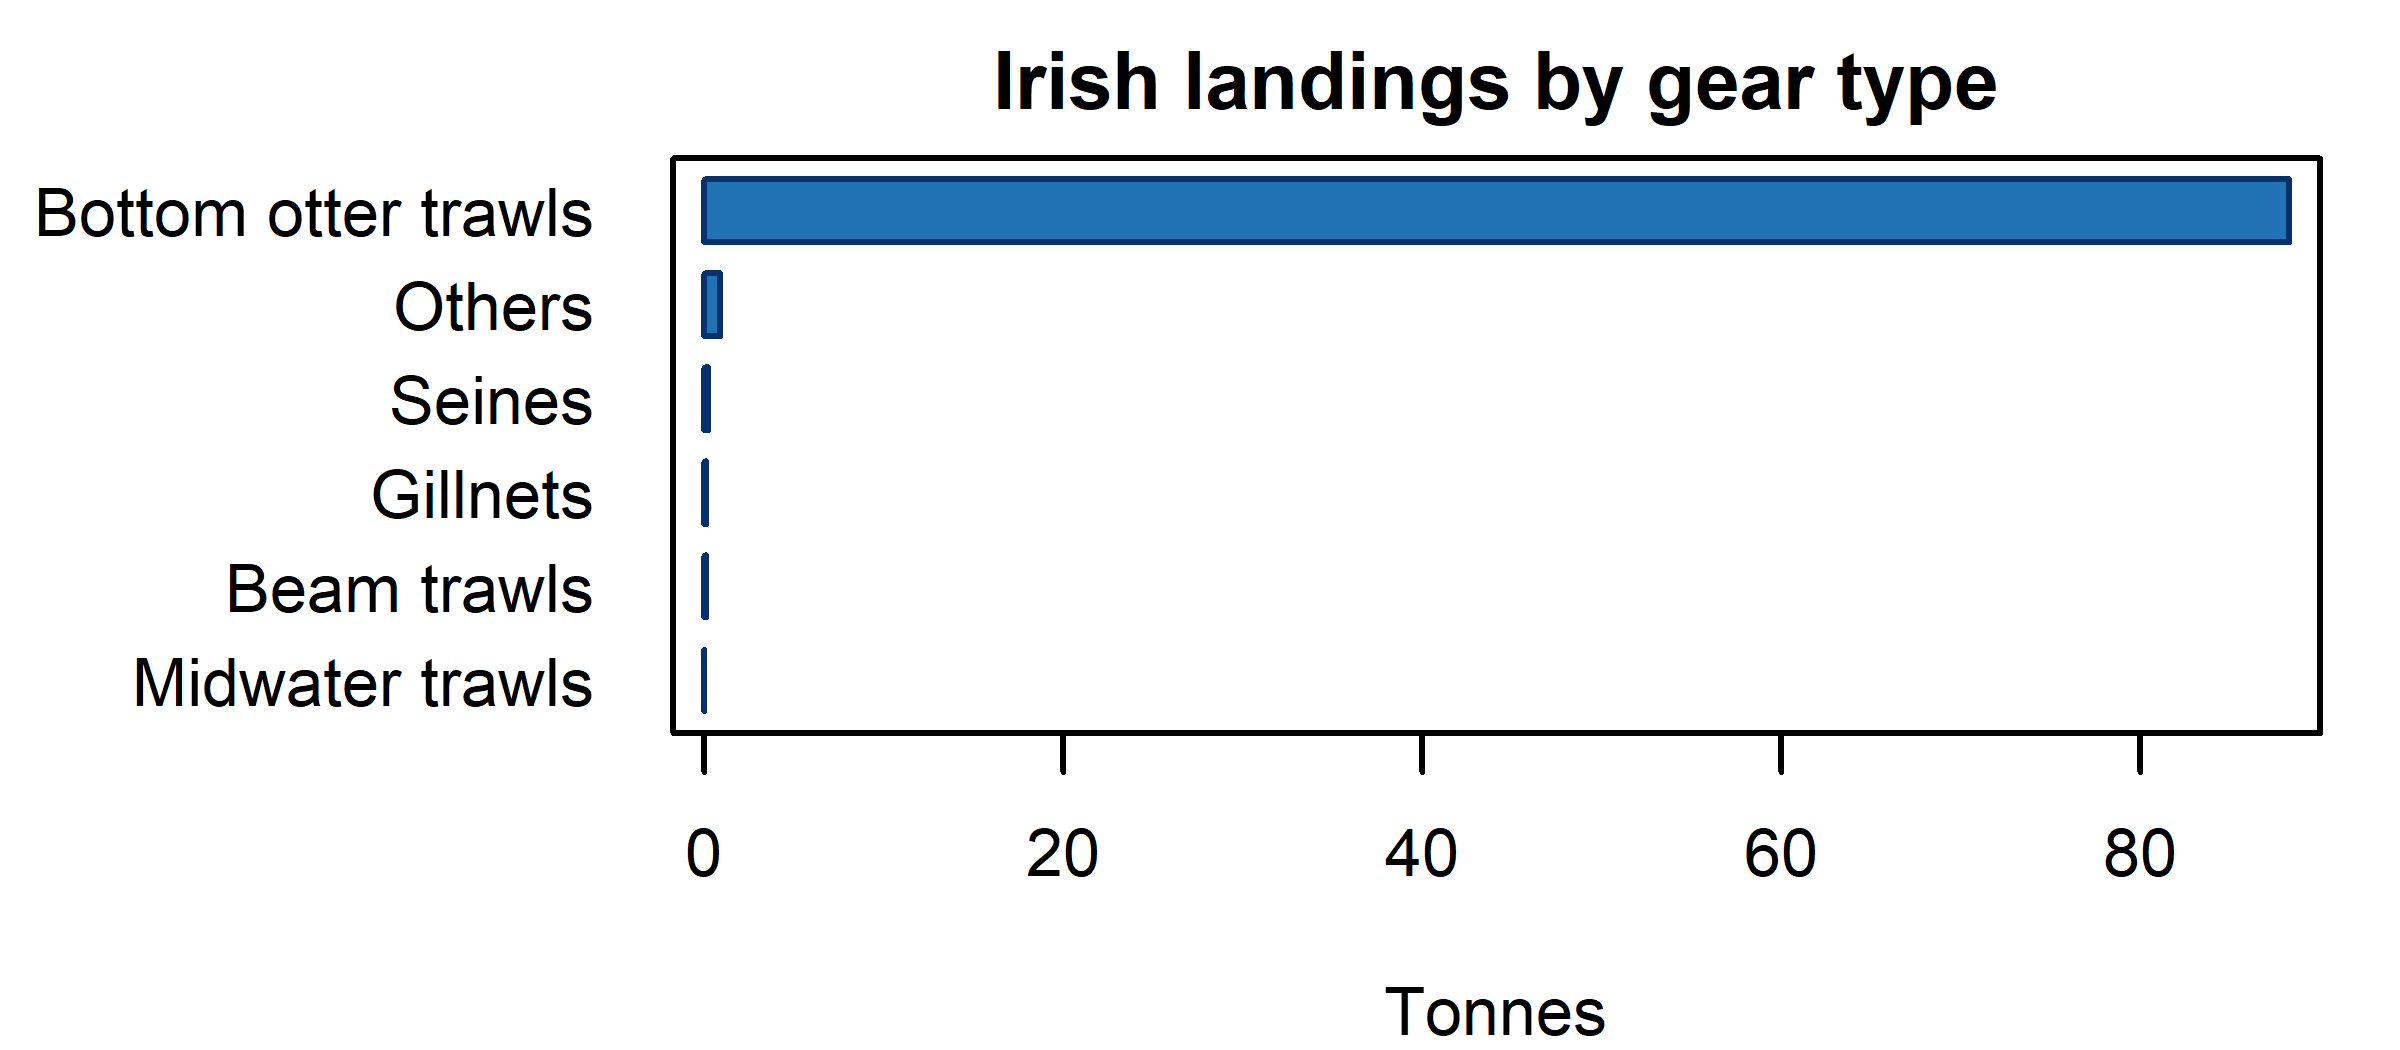 Irish landings by gear type
Bottom otter trawls
Others
Seines
Gillnets
Beam trawls
Midwater trawls
0 20 40 60 80
Tonnes